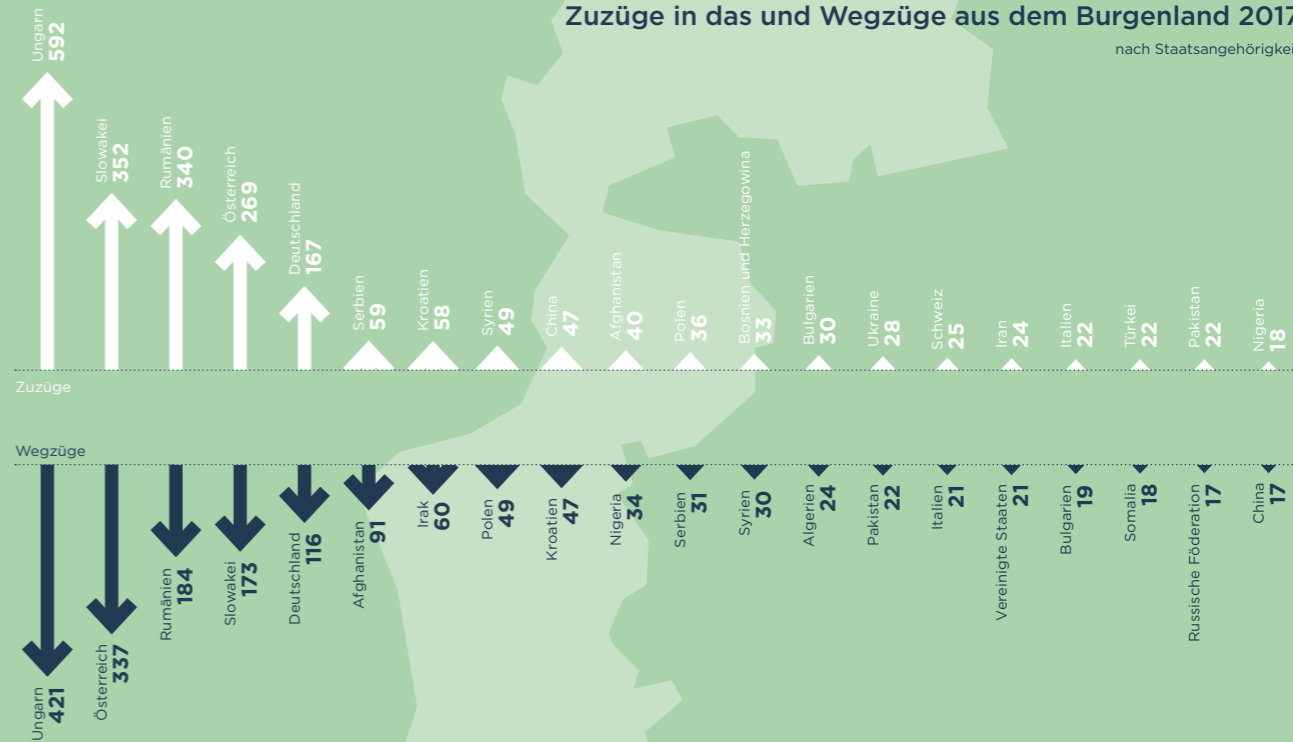 Zuzüge in das und Wegzüge aus dem Burgenland 2017
nach Staatsangehörigkei
Ungarn
592
Slowakei
352
Rumänien
340
Österreich
269
Deutschland
167
Serbien
59
Kroatien
58
Syrien
49
China
47
Afghanistan
40
Polen
36
Bosnien und Herzegowina
33
Bulgarien
30
Ukraine
28
Schweiz
25
Iran
24
Italien
22
Türkei
22
Pakistan
22
Nigeria
18
Zuzüge
Wegzüge
Ungarn
421
Österreich
337
Rumänien
184
Slowakei
173
Deutschland
116
Afghanistan
91
Irak
60
Polen
49
Kroatien
47
Nigeria
34
Serbien
31
Syrien
30
Algerien
24
Pakistan
22
Italien
21
Vereinigte Staaten
21
Bulgarien
19
Somalia
18
Russische Föderation
17
China
17